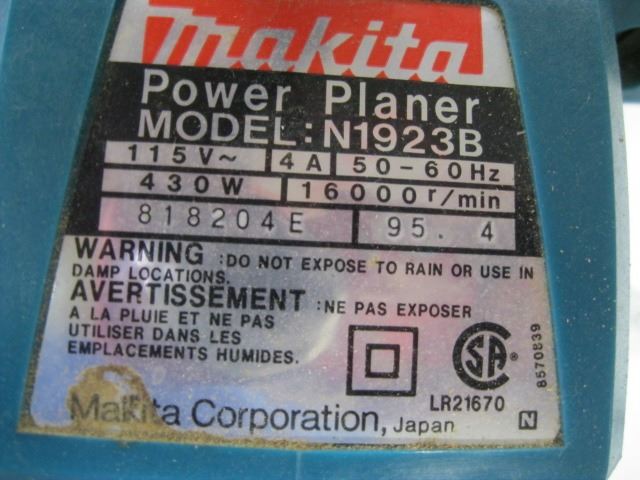 makita
Power Planer
MODEL: N1923B
115V~ 4A 50-60Hz
430W 16000r/min
818204E 95. 4
WARNING :DO NOT EXPOSE TO RAIN OR USE IN
DAMP LOCATIONS.
AVERTISSEMENT :NE PAS EXPOSER
A LA PLUIE ET NE PAS
UTILISER DANS LES
EMPLACEMENTS HUMIDES.
SA ®
LR21670
8570839
N
Makita Corporation, Japan